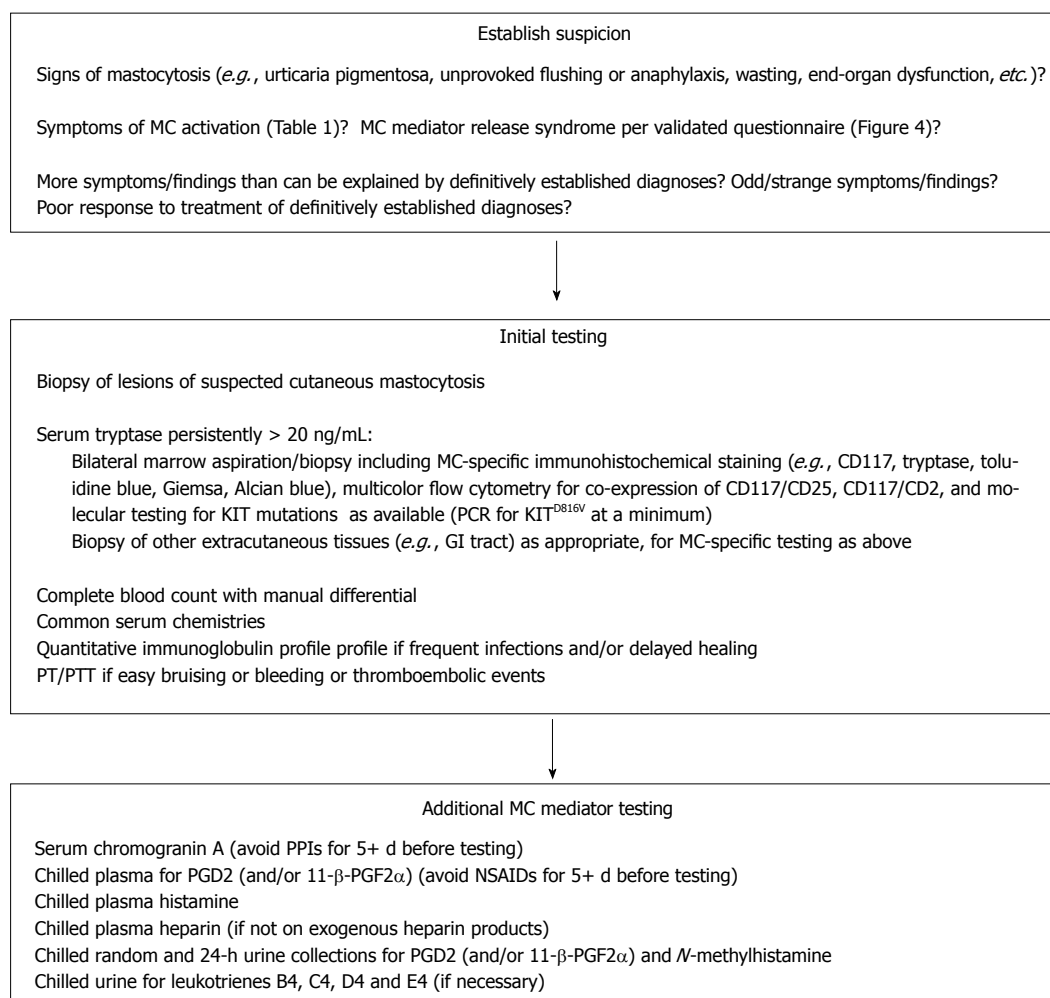 Establish suspicion
Signs of mastocytosis (e.g., urticaria pigmentosa, unprovoked flushing or anaphylaxis, wasting, end-organ dysfunction, etc.)?
Symptoms of MC activation (Table 1)? MC mediator release syndrome per validated questionnaire (Figure 4)?
More symptoms/findings than can be explained by definitively established diagnoses? Odd/strange symptoms/findings?
Poor response to treatment of definitively established diagnoses?
Initial testing
Biopsy of lesions of suspected cutaneous mastocytosis
Serum tryptase persistently > 20 ng/mL:
Bilateral marrow aspiration/biopsy including MC-specific immunohistochemical staining (e.g., CD117, tryptase, tolu-
idine blue, Giemsa, Alcian blue), multicolor flow cytometry for co-expression of CD117/CD25, CD117/CD2, and mo-
lecular testing for KIT mutations as available (PCR for KIT^D816V at a minimum)
Biopsy of other extracutaneous tissues (e.g., GI tract) as appropriate, for MC-specific testing as above
Complete blood count with manual differential
Common serum chemistries
Quantitative immunoglobulin profile profile if frequent infections and/or delayed healing
PT/PTT if easy bruising or bleeding or thromboembolic events
Additional MC mediator testing
Serum chromogranin A (avoid PPIs for 5+ d before testing)
Chilled plasma for PGD2 (and/or 11-β-PGF2α) (avoid NSAIDs for 5+ d before testing)
Chilled plasma histamine
Chilled plasma heparin (if not on exogenous heparin products)
Chilled random and 24-h urine collections for PGD2 (and/or 11-β-PGF2α) and N-methylhistamine
Chilled urine for leukotrienes B4, C4, D4 and E4 (if necessary)